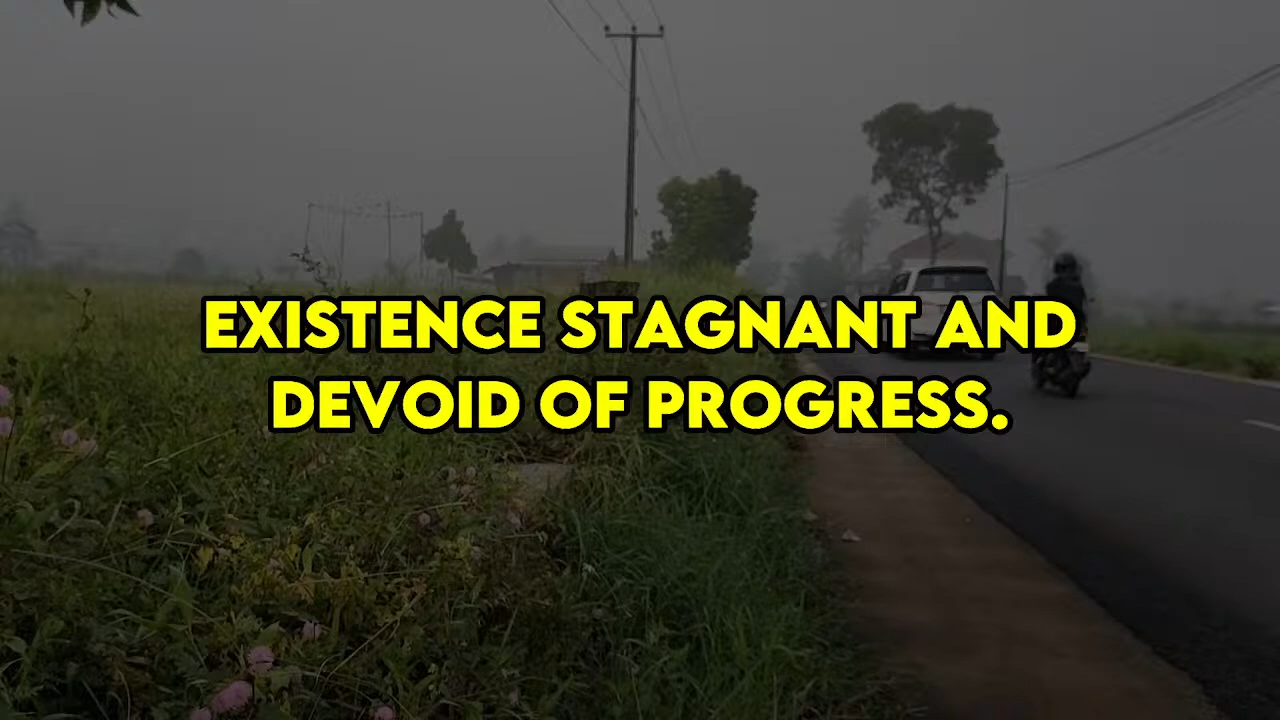 EXISTENCE STAGNANT AND
DEVOID OF PROGRESS.